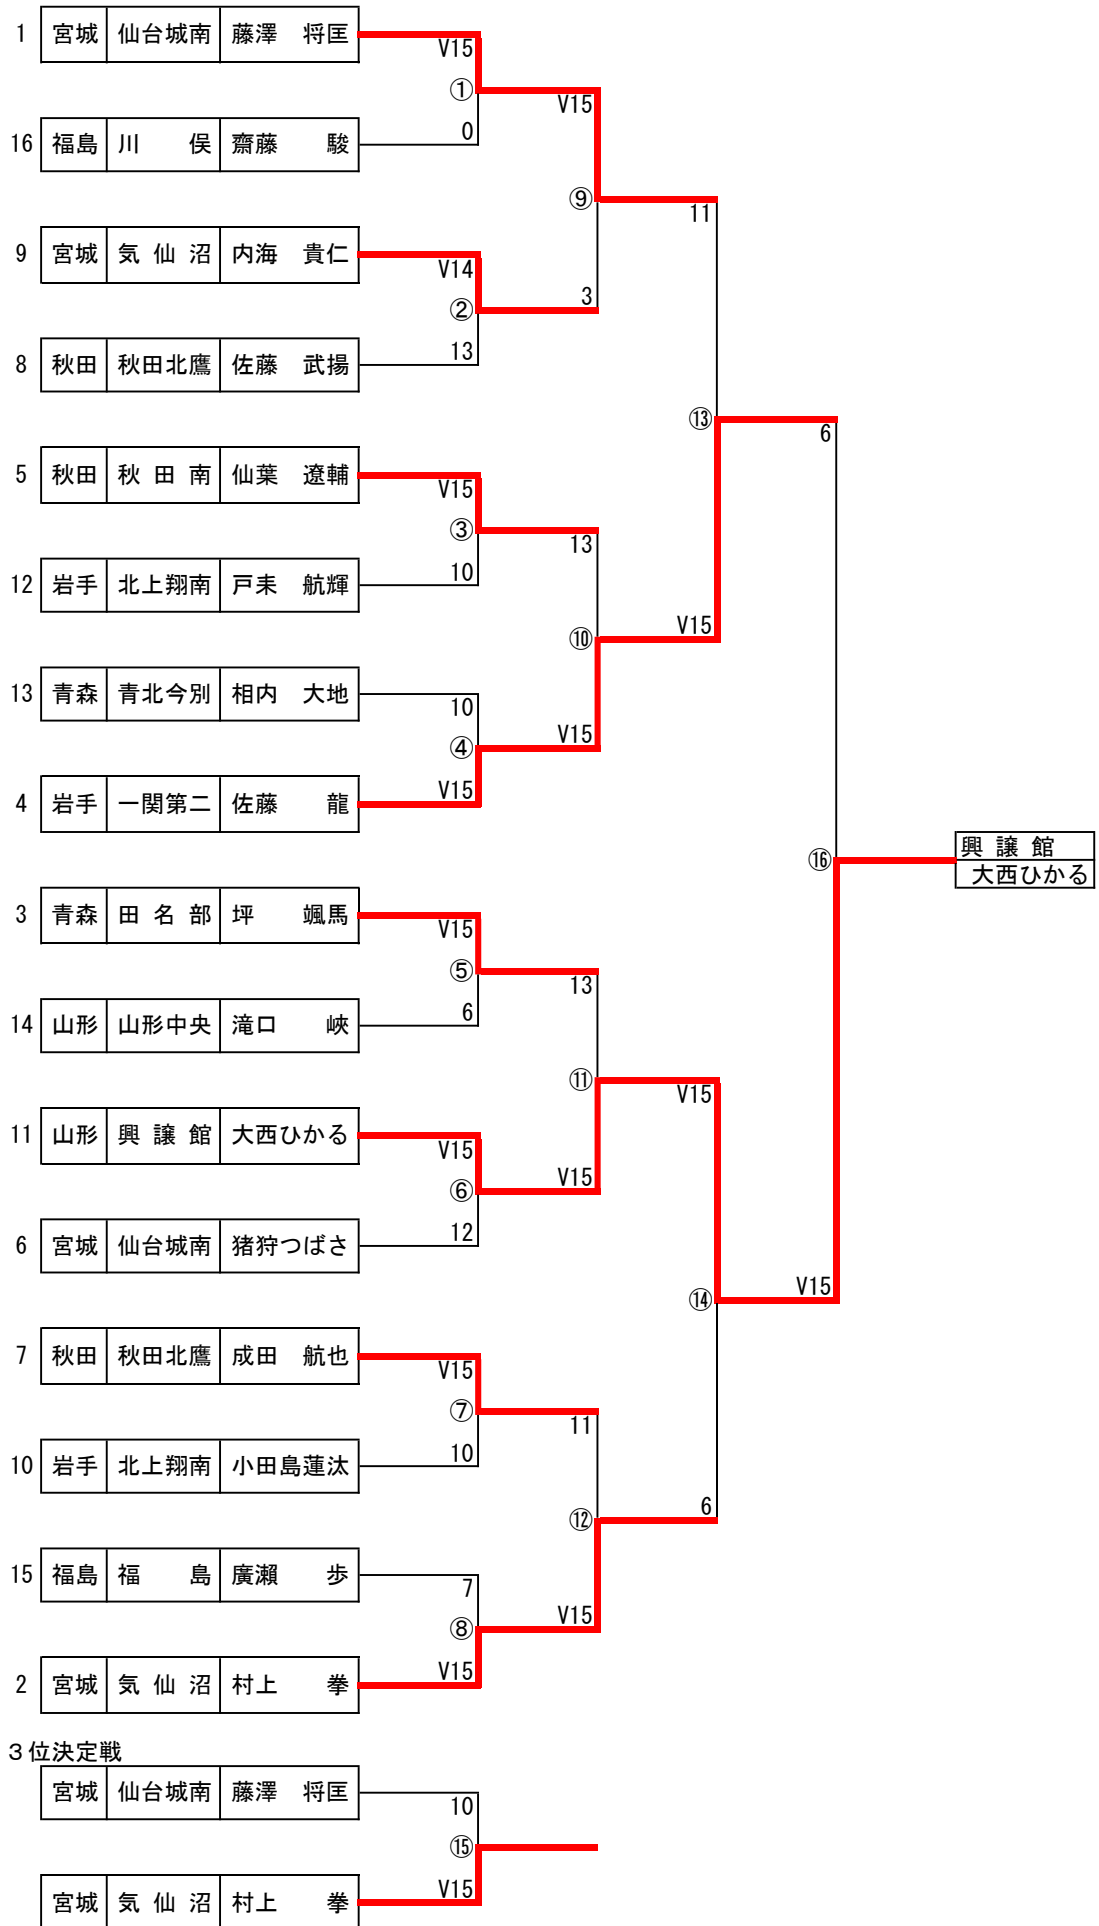 1 宮城 仙台城南 藤澤　将匡
V15
①
V15
16 福島 川　　俣 齋藤　　駿
0
⑨
11
9 宮城 気 仙 沼 内海　貴仁
V14
②
3
8 秋田 秋田北鷹 佐藤　武揚
13
⑬
6
5 秋田 秋 田 南 仙葉　遼輔
V15
③
13
12 岩手 北上翔南 戸耒　航輝
10
⑩
V15
13 青森 青北今別 相内　大地
10
④
V15
4 岩手 一関第二 佐藤　　龍
V15
⑯
興 譲 館
大西ひかる
3 青森 田 名 部 坪　　颯馬
V15
⑤
13
14 山形 山形中央 滝口　　峽
6
⑪
V15
11 山形 興 譲 館 大西ひかる
V15
⑥
V15
6 宮城 仙台城南 猪狩つばさ
12
⑭
V15
7 秋田 秋田北鷹 成田　航也
V15
⑦
11
10 岩手 北上翔南 小田島蓮汰
10
⑫
6
15 福島 福　　島 廣瀨　　歩
7
⑧
V15
2 宮城 気 仙 沼 村上　　拳
V15
３位決定戦
宮城 仙台城南 藤澤　将匡
10
⑮
宮城 気 仙 沼 村上　　拳
V15